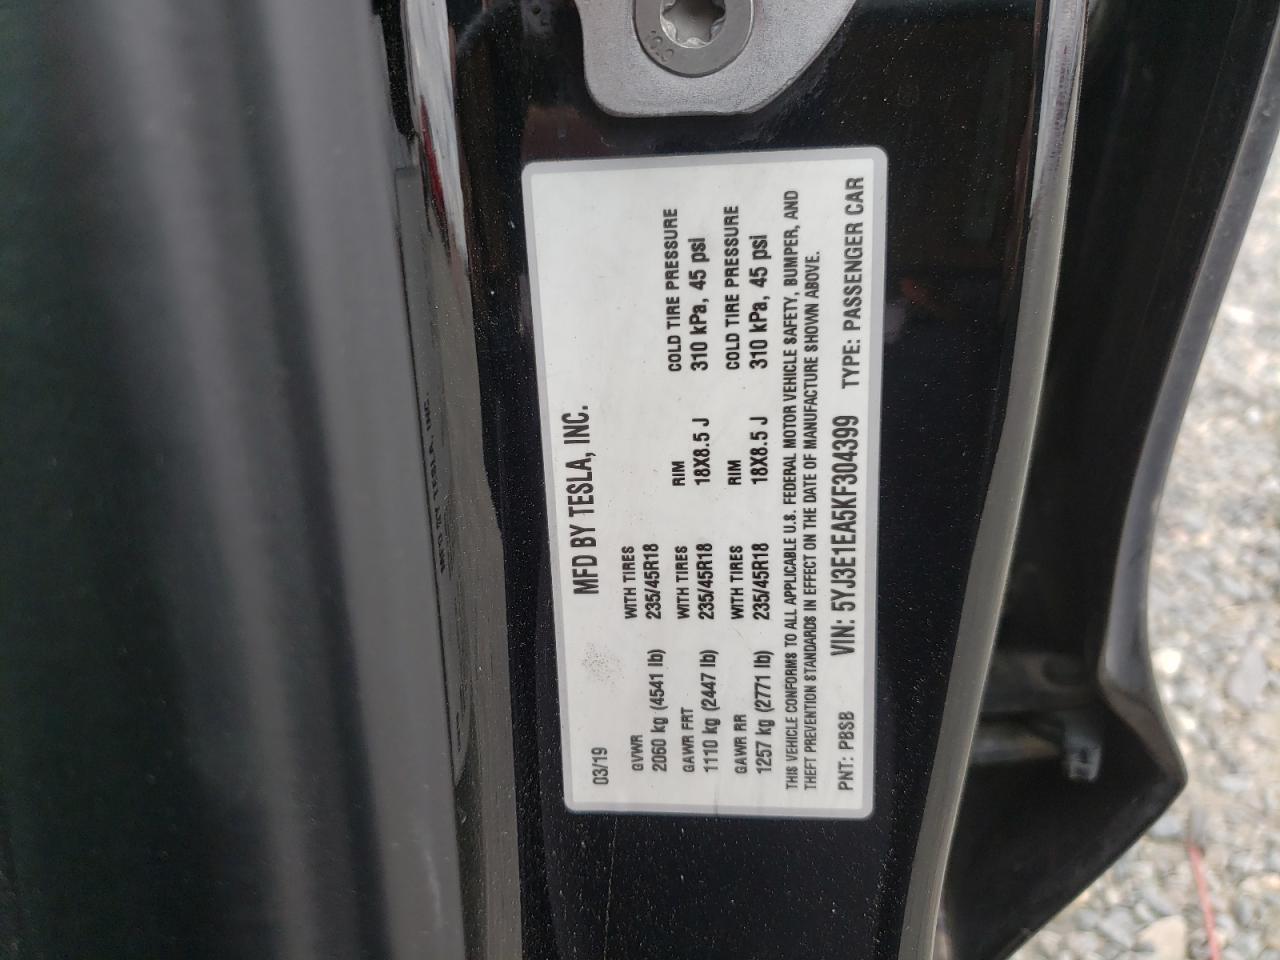 MFD BY TESLA, INC.
03/19
GVWR WITH TIRES
2060 kg (4541 lb) 235/45R18
GAWR FRT WITH TIRES RIM COLD TIRE PRESSURE
1110 kg (2447 lb) 235/45R18 18X8.5 J 310 kPa, 45 psi
GAWR RR WITH TIRES RIM COLD TIRE PRESSURE
1257 kg (2771 lb) 235/45R18 18X8.5 J 310 kPa, 45 psi
THIS VEHICLE CONFORMS TO ALL APPLICABLE U.S. FEDERAL MOTOR VEHICLE SAFETY, BUMPER, AND
THEFT PREVENTION STANDARDS IN EFFECT ON THE DATE OF MANUFACTURE SHOWN ABOVE.
PNT: PBSB VIN: 5YJ3E1EA5KF304399 TYPE: PASSENGER CAR